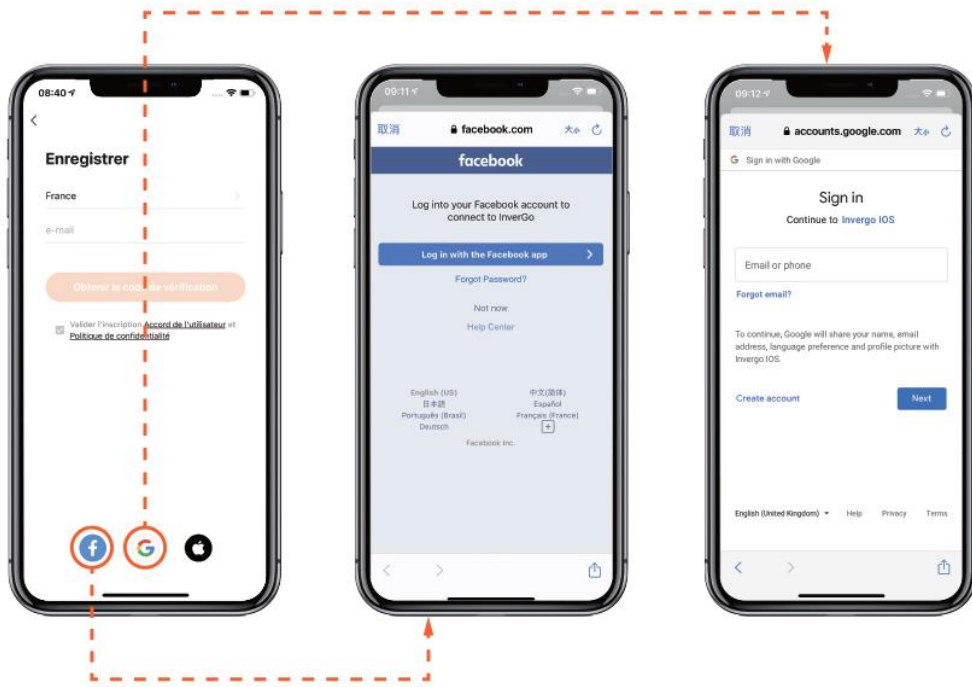 08:40
Enregistrer
France
e-mail
Obtenir le code de vérification
Valider l'inscription Accord de l'utilisateur et
Politique de confidentialité
09:11
取消
facebook.com
大小
facebook
Log into your Facebook account to
connect to InverGo
Log in with the Facebook app
Forgot Password?
Not now
Help Center
English (US)
中文(简体)
日本語
Español
Português (Brasil)
Français (France)
Deutsch
Facebook Inc.
09:12
取消
accounts.google.com
大小
G Sign in with Google
Sign in
Continue to Invergo IOS
Email or phone
Forgot email?
To continue, Google will share your name, email
address, language preference and profile picture with
Invergo IOS.
Create account
Next
English (United Kingdom)
Help
Privacy
Terms